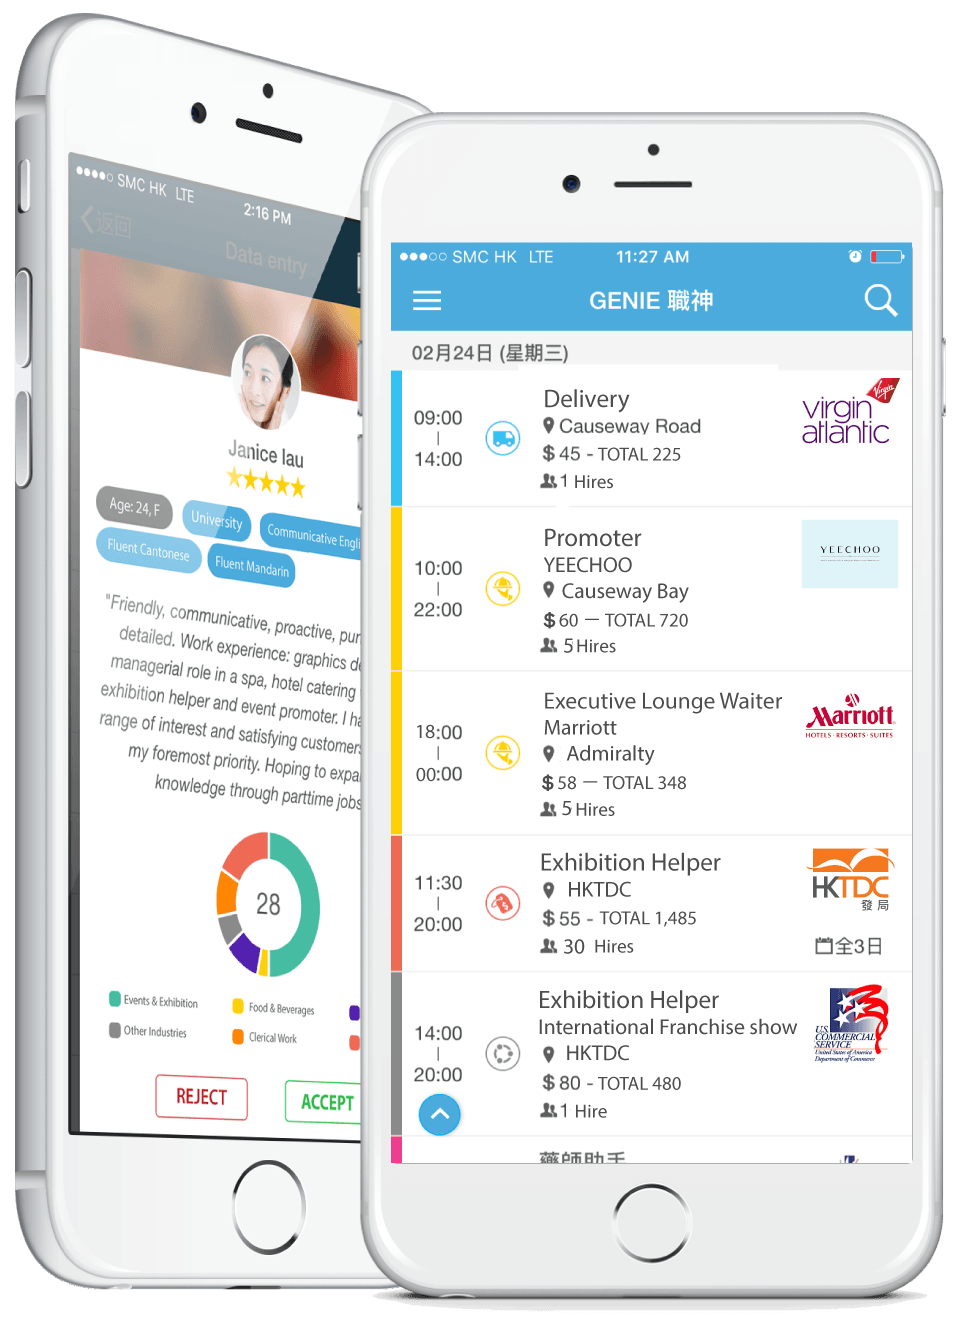 SMC HK LTE
2:16 PM
返回
Data entry
Janice lau
Age: 24, F
University
Communicative Engli
Fluent Cantonese
Fluent Mandarin
"Friendly, communicative, proactive,
detailed. Work experience: graphics
managerial role in a spa, hotel catering
exhibition helper and event promoter. I
range of interest and satisfying customers
my foremost priority. Hoping to
knowledge through parttime jobs
28
Events & Exhibition
Food & Beverages
Other Industries
Clerical Work
REJECT
ACCEPT
SMC HK LTE
11:27 AM
GENIE 職神
02月24日 (星期三)
09:00
14:00
Delivery
Causeway Road
$ 45 - TOTAL 225
1 Hires
Virgin
virgin
atlantic
10:00
22:00
Promoter
YEECHOO
Causeway Bay
$ 60 — TOTAL 720
5 Hires
YEECHOO
18:00
00:00
Executive Lounge Waiter
Marriott
Admiralty
$ 58 — TOTAL 348
5 Hires
Marriott
HOTELS · RESORTS · SUITES
11:30
20:00
Exhibition Helper
HKTDC
$ 55 - TOTAL 1,485
30 Hires
HKTDC
發局
全3日
14:00
20:00
Exhibition Helper
International Franchise show
HKTDC
$ 80 - TOTAL 480
1 Hire
U.S.
COMMERCIAL
SERVICE
United States of America
Department of Commerce
藥師助手